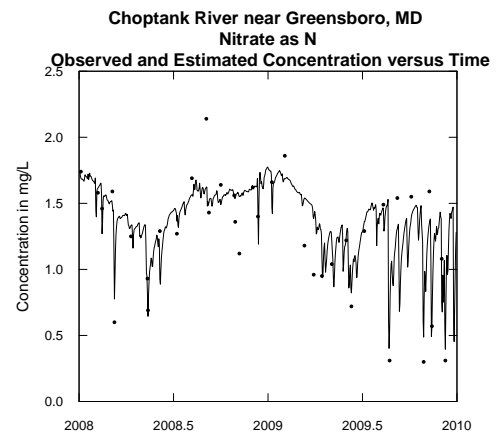 Choptank River near Greensboro, MD
Nitrate as N
Observed and Estimated Concentration versus Time
Concentration in mg/L
2.5
2.0
1.5
1.0
0.5
0.0
2008
2008.5
2009
2009.5
2010